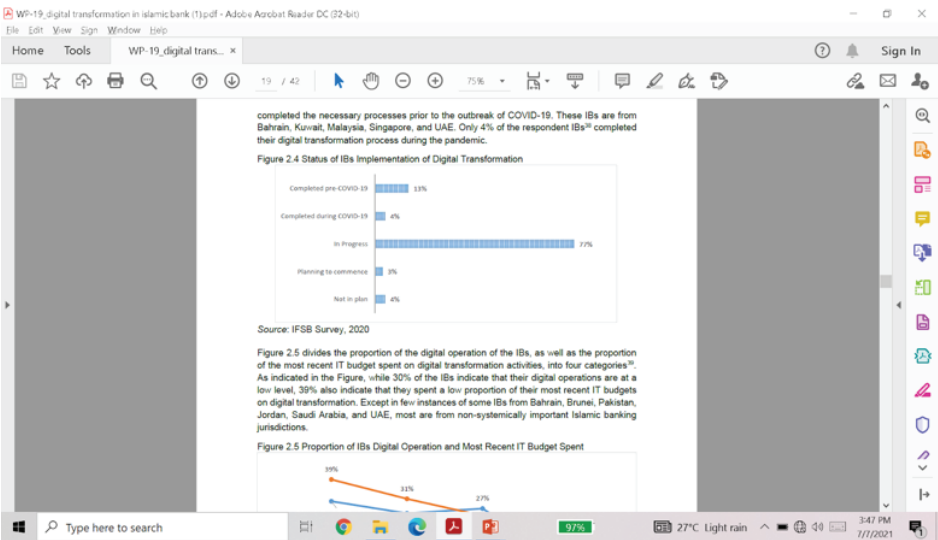 WP-19_digital transformation in islamic bank (1).pdf - Adobe Acrobat Reader DC (32-bit)
File Edit View Sign Window Help
Home Tools WP-19_digital trans... × Sign In
19 / 42 75%
completed the necessary processes prior to the outbreak of COVID-19. These IBs are from
Bahrain, Kuwait, Malaysia, Singapore, and UAE. Only 4% of the respondent IBs completed
their digital transformation process during the pandemic.
Figure 2.4 Status of IBs Implementation of Digital Transformation
Completed pre-COVID-19 13%
Completed during COVID-19 4%
In Progress 77%
Planning to commence 3%
Not in plan 4%
Source: IFSB Survey, 2020
Figure 2.5 divides the proportion of the digital operation of the IBs, as well as the proportion
of the most recent IT budget spent on digital transformation activities, into four categories.
As indicated in the Figure, while 30% of the IBs indicate that their digital operations are at a
low level, 39% also indicate that they spent a low proportion of their most recent IT budgets
on digital transformation. Except in few instances of some IBs from Bahrain, Brunei, Pakistan,
Jordan, Saudi Arabia, and UAE, most are from non-systemically important Islamic banking
jurisdictions.
Figure 2.5 Proportion of IBs Digital Operation and Most Recent IT Budget Spent
39%
31%
27%
Type here to search 97% 27°C Light rain 3:47 PM
7/7/2021